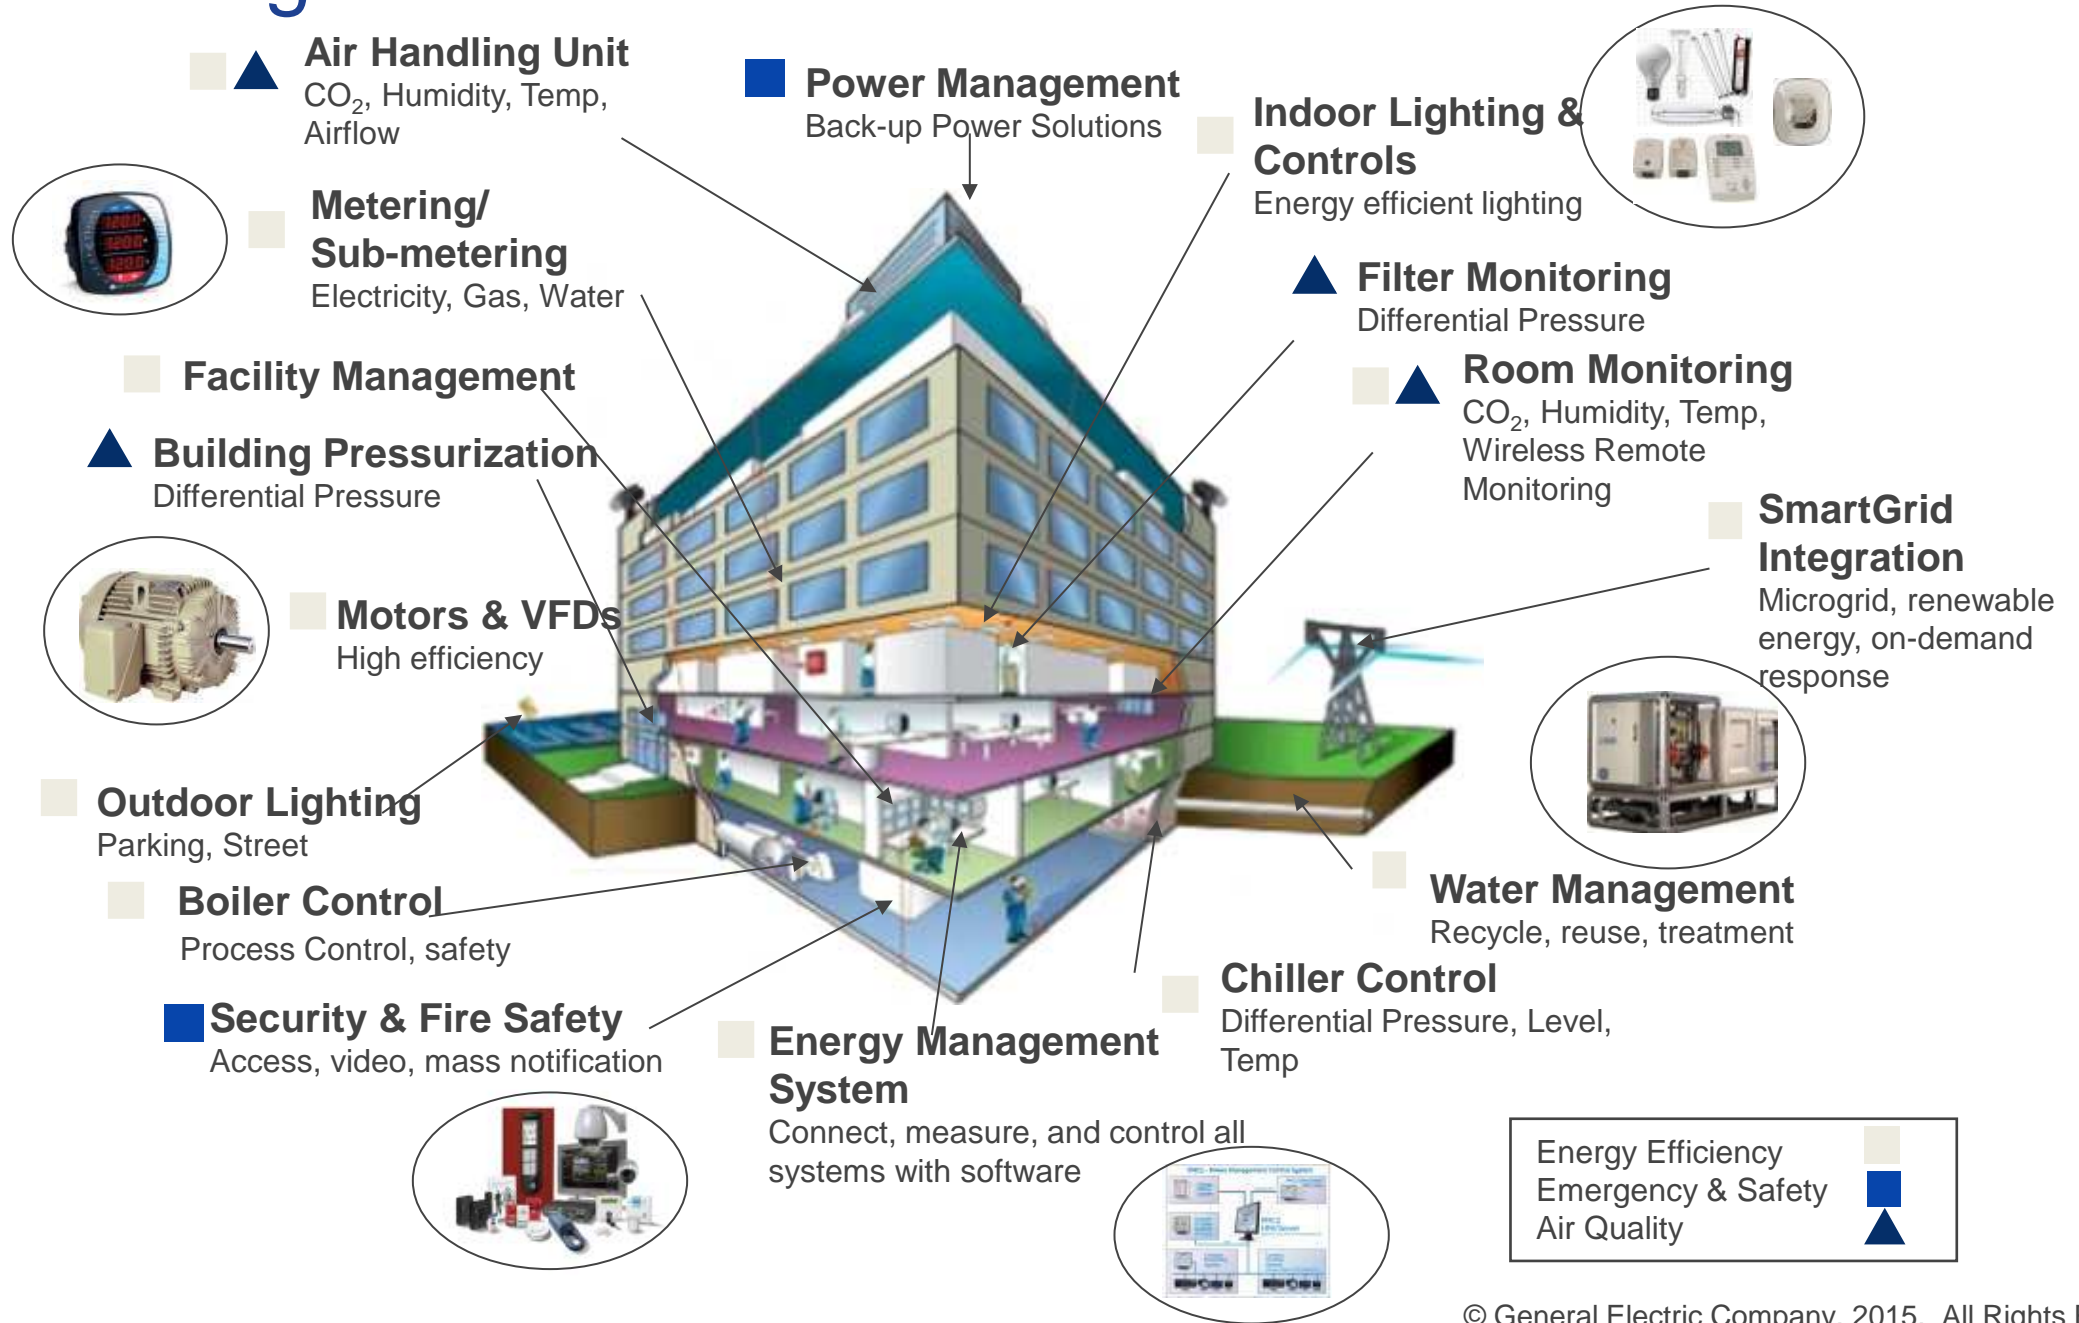 Air Handling Unit
CO₂, Humidity, Temp,
Airflow
Power Management
Back-up Power Solutions
Indoor Lighting &
Controls
Energy efficient lighting
Metering/
Sub-metering
Electricity, Gas, Water
Filter Monitoring
Differential Pressure
Facility Management
Room Monitoring
CO₂, Humidity, Temp,
Wireless Remote
Monitoring
Building Pressurization
Differential Pressure
SmartGrid
Integration
Microgrid, renewable
energy, on-demand
response
Motors & VFDs
High efficiency
Outdoor Lighting
Parking, Street
Boiler Control
Process Control, safety
Water Management
Recycle, reuse, treatment
Chiller Control
Differential Pressure, Level,
Temp
Security & Fire Safety
Access, video, mass notification
Energy Management
System
Connect, measure, and control all
systems with software
Energy Efficiency
Emergency & Safety
Air Quality
© General Electric Company, 2015. All Rights